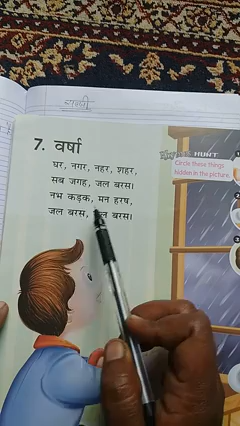 7. वर्षा
घर, नगर, नहर, शहर,
सब जगह, जल बरस।
नभ कड़क, मन हरष,
जल बरस, जल बरस।
HUNT
Circle these things
hidden in the picture.